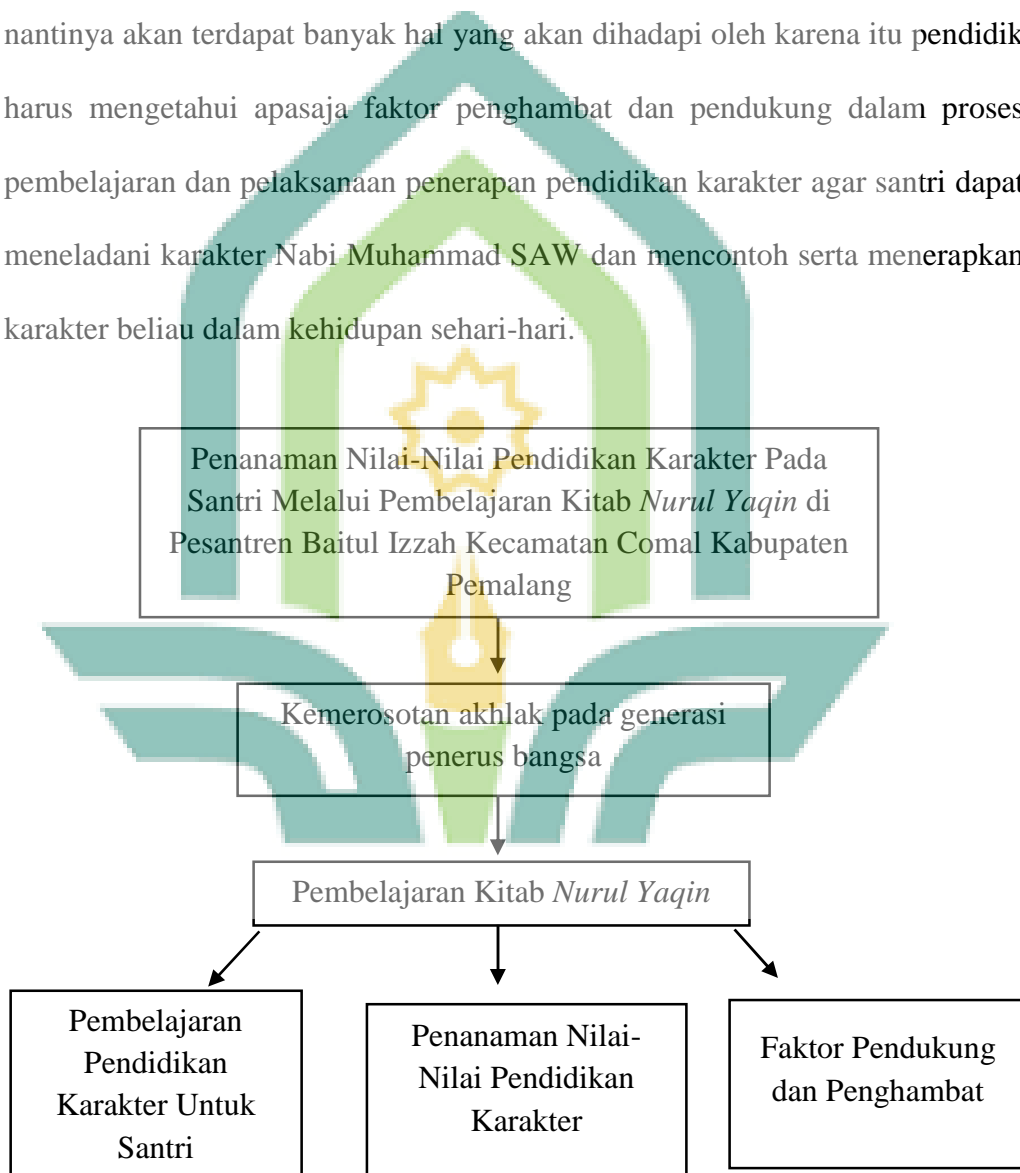 nantinya akan terdapat banyak hal yang akan dihadapi oleh karena itu pendidik
harus mengetahui apasaja faktor penghambat dan pendukung dalam proses
pembelajaran dan pelaksanaan penerapan pendidikan karakter agar santri dapat
meneladani karakter Nabi Muhammad SAW dan mencontoh serta menerapkan
karakter beliau dalam kehidupan sehari-hari.
Penanaman Nilai-Nilai Pendidikan Karakter Pada
Santri Melalui Pembelajaran Kitab Nurul Yaqin di
Pesantren Baitul Izzah Kecamatan Comal Kabupaten
Pemalang
Kemerosotan akhlak pada generasi
penerus bangsa
Pembelajaran Kitab Nurul Yaqin
Pembelajaran
Pendidikan
Karakter Untuk
Santri
Penanaman Nilai-
Nilai Pendidikan
Karakter
Faktor Pendukung
dan Penghambat